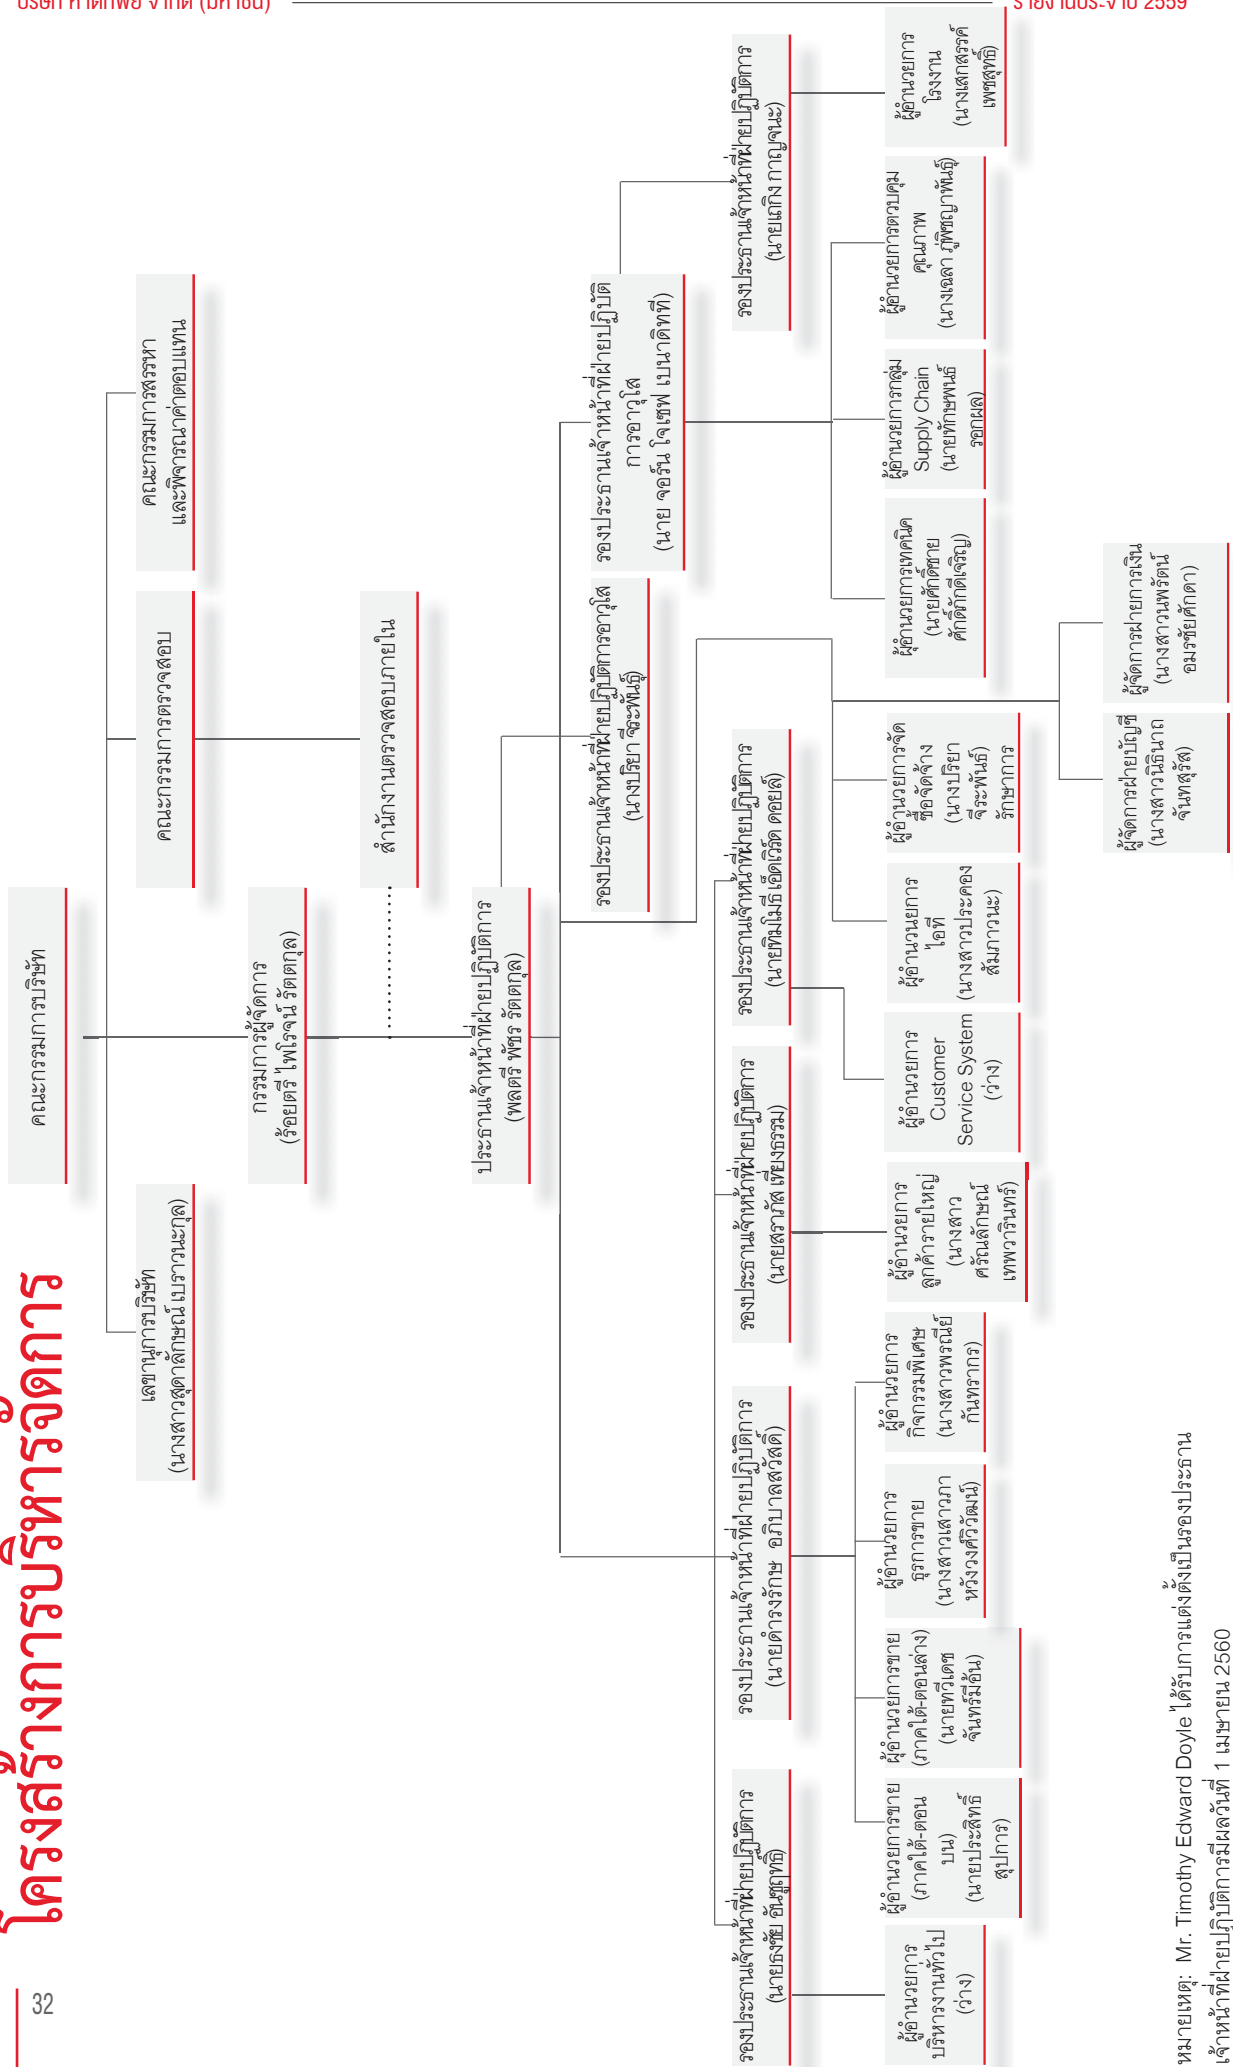 บริษัท หาดทิพย์ จำกัด (มหาชน)
รายงานประจำปี 2559
32
โครงสร้างการบริหารจัดการ
คณะกรรมการบริษัท
เลขานุการบริษัท
(นางสาวสุดาลักษณ์ เบราวนะกุล)
คณะกรรมการตรวจสอบ
คณะกรรมการสรรหา
และพิจารณาค่าตอบแทน
กรรมการผู้จัดการ
(ร้อยตรี ไพโรจน์ รัตตกุล)
สำนักงานตรวจสอบภายใน
ประธานเจ้าหน้าที่ฝ่ายปฏิบัติการ
(พลตรี พัชร รัตตกุล)
รองประธานเจ้าหน้าที่ฝ่ายปฏิบัติการอาวุโส
(นางปริยา จีระพันธุ์)
รองประธานเจ้าหน้าที่ฝ่ายปฏิบัติ
การอาวุโส
(นาย จอร์น โจเซฟ เบนาดิทที)
รองประธานเจ้าหน้าที่ฝ่ายปฏิบัติการ
(นายธงชัย อันชูฤทธิ์)
รองประธานเจ้าหน้าที่ฝ่ายปฏิบัติการ
(นายดำรงรักษ อภิบาลสวัสดิ์)
รองประธานเจ้าหน้าที่ฝ่ายปฏิบัติการ
(นายสราภัส เที่ยงธรรม)
รองประธานเจ้าหน้าที่ฝ่ายปฏิบัติการ
(นายทิมโมธี เอ็ดเวิร์ด ดอยล์)
รองประธานเจ้าหน้าที่ฝ่ายปฏิบัติการ
(นายเถกิง กาญจนะ)
ผู้อำนวยการ
บริหารงานทั่วไป
(ว่าง)
ผู้อำนวยการขาย
(ภาคใต้-ตอน
บน)
(นายประสิทธิ์
สุปการ)
ผู้อำนวยการขาย
(ภาคใต้-ตอนล่าง)
(นายทวีเดช
จันทร์มีอ้น)
ผู้อำนวยการ
ธุรการขาย
(นางสาวเสาวภา
หวังวงศ์วิวัฒน์)
ผู้อำนวยการ
กิจกรรมพิเศษ
(นางสาวพรณีย์
กันทรากร)
ผู้อำนวยการ
ลูกค้ารายใหญ่
(นางสาว
ศรัณลักษณ์
เทพวารินทร์)
ผู้อำนวยการ
Customer
Service System
(ว่าง)
ผู้อำนวนยการ
ไอที
(นางสาวประคอง
สัมภาวนะ)
ผู้อำนวยการจัด
ซื้อจัดจ้าง
(นางปริยา
จีระพันธ์)
รักษาการ
ผู้อำนวยการเทคนิค
(นายศักดิ์ชาย
ศักดิ์ภักดีเจริญ)
ผู้อำนวยการกลุ่ม
Supply Chain
(นายทักษพนธ์
รอกผล)
ผู้อำนวยการควบคุม
คุณภาพ
(นางเฉลา ภู่พิชญาพันธุ์)
ผู้อำนวยการ
โรงงาน
(นางเสกสรรค์
เพชสุทธิ์)
ผู้จัดการฝ่ายบัญชี
(นางสาวนิธินาถ
จันทสุรัส)
ผู้จัดการฝ่ายการเงิน
(นางสาวนพรัตน์
อมรชัยศักดา)
หมายเหตุ: Mr. Timothy Edward Doyle ได้รับการแต่งตั้งเป็นรองประธาน
เจ้าหน้าที่ฝ่ายปฏิบัติการมีผลวันที่ 1 เมษายน 2560